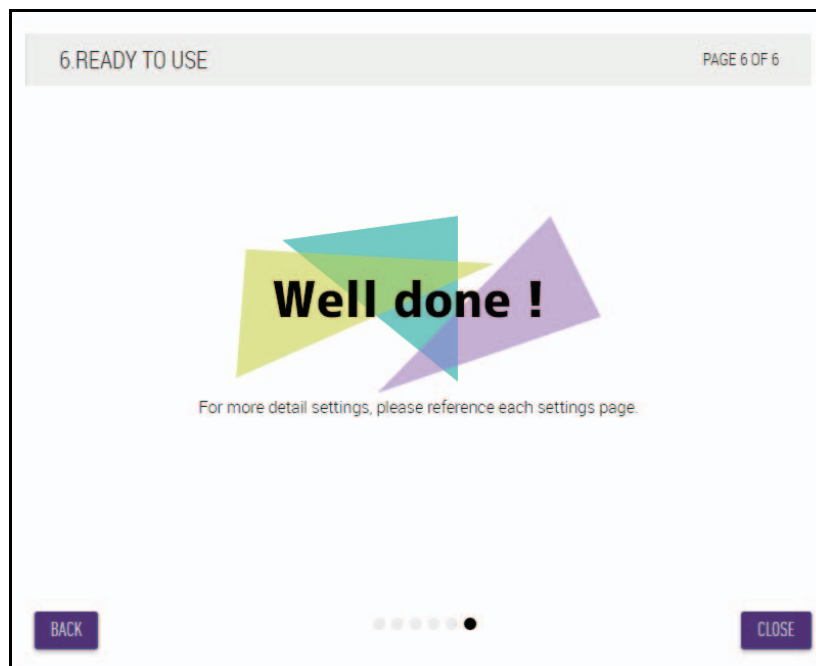 6.READY TO USE
PAGE 6 OF 6
Well done !
For more detail settings, please reference each settings page.
BACK
CLOSE